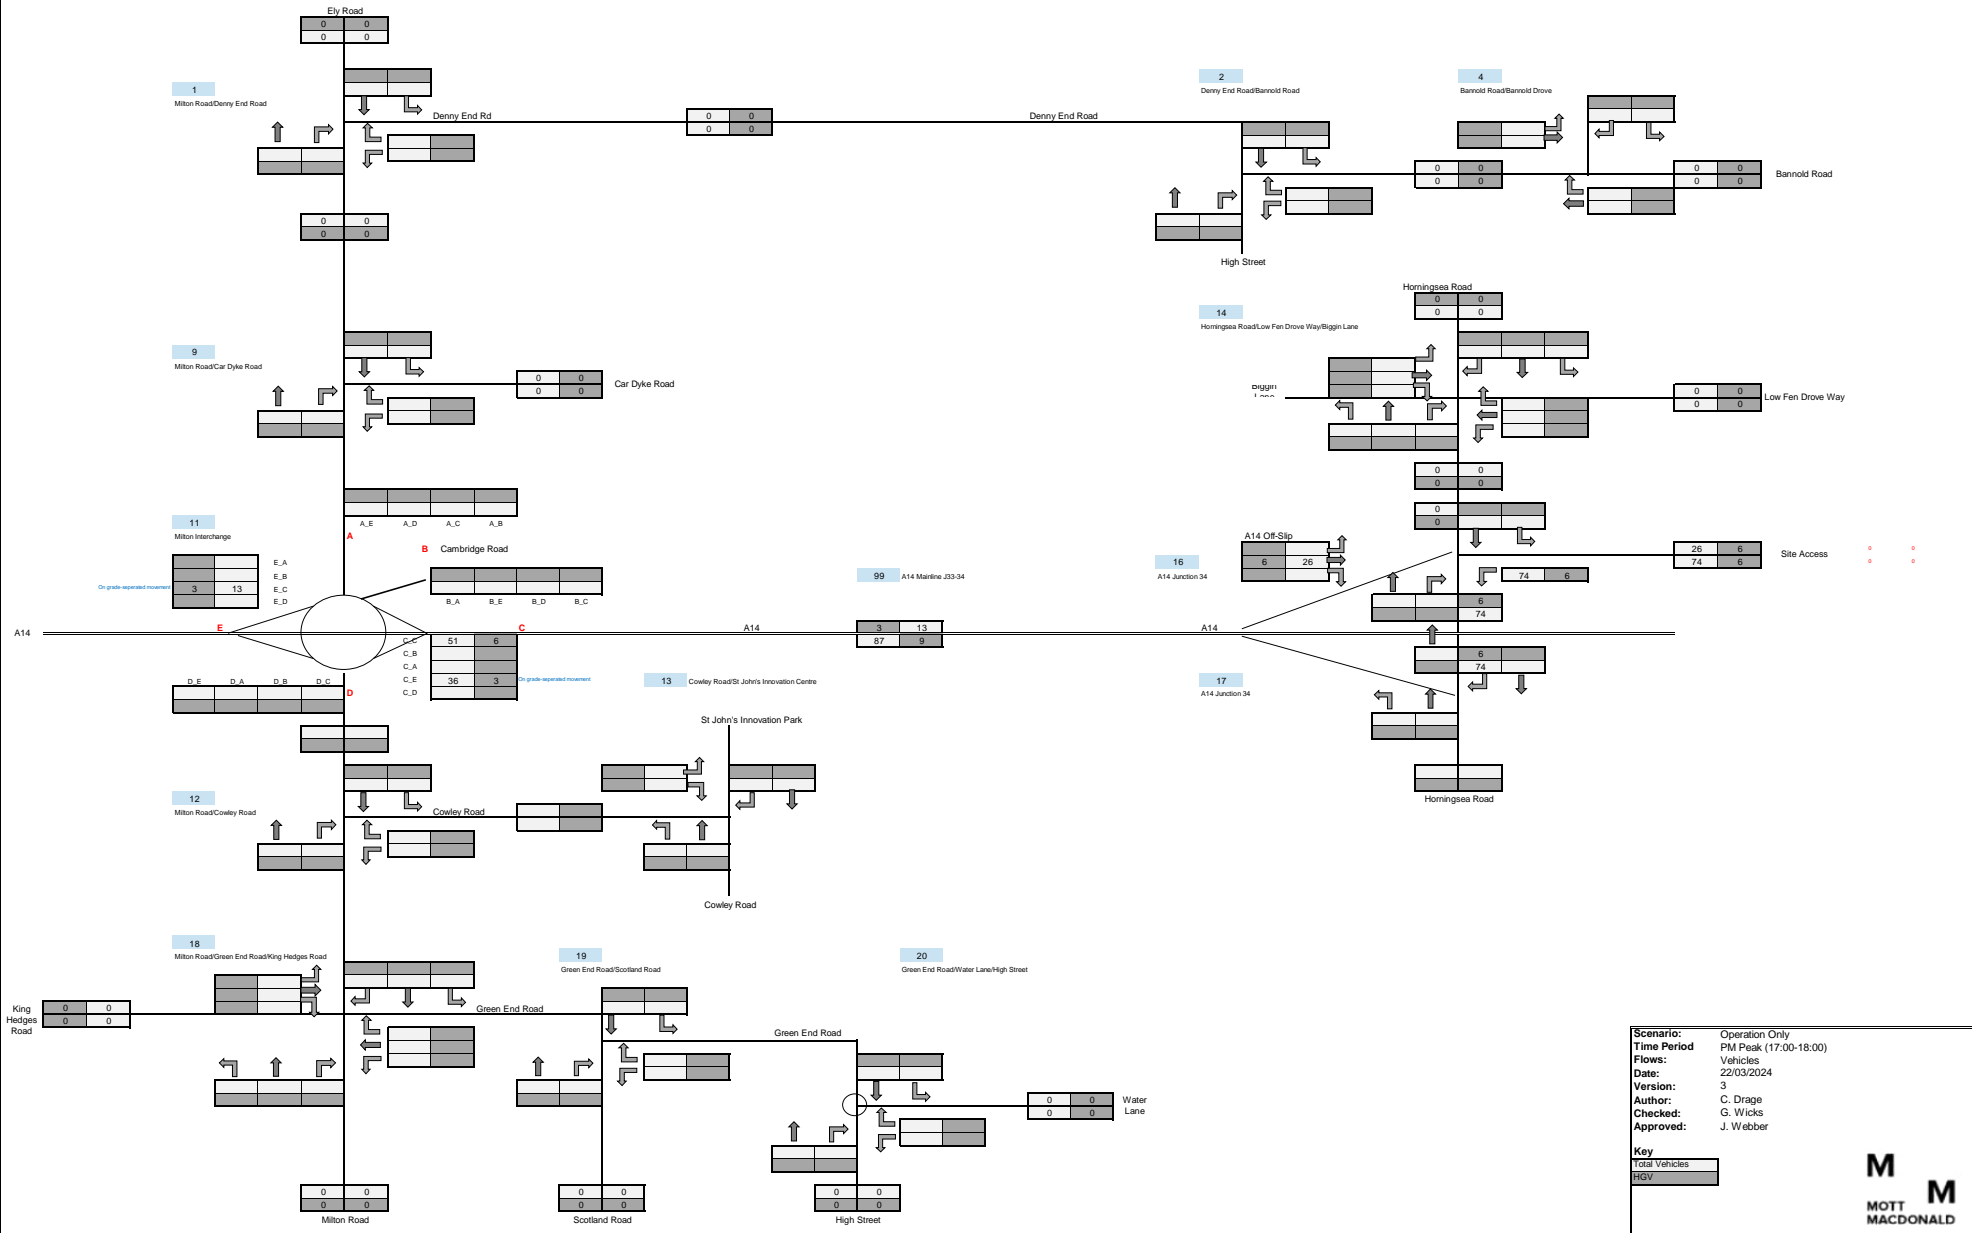 Ely Road
0 0
0 0
1
Milton Road/Denny End Road
Denny End Rd
0 0
0 0
Denny End Road
2
Denny End Road/Bannold Road
4
Bannold Road/Bannold Drove
0 0
0 0
0 0
0 0
Bannold Road
High Street
0 0
0 0
9
Milton Road/Car Dyke Road
0 0
0 0
Car Dyke Road
Horningsea Road
0 0
0 0
14
Horningsea Road/Low Fen Drove Way/Biggin Lane
Biggin
Lane
0 0
0 0
Low Fen Drove Way
0 0
0 0
A_E A_D A_C A_B
11
Milton Interchange
A
B Cambridge Road
E_A
E_B
On grade-seperated movement 3 13 E_C
E_D
B_A B_E B_D B_C
99 A14 Mainline J33-34
16
A14 Junction 34
A14 Off-Slip
6 26
0
0
26 6
74 6
Site Access
0 0
0 0
74 6
6
74
A14
E
C
A14
3 13
87 9
A14
C_C 51 6
C_B
C_A
C_E 36 3 On grade-seperated movement
C_D
D_E D_A D_B D_C
D
13 Cowley Road/St John's Innovation Centre
17
A14 Junction 34
6
74
St John's Innovation Park
12
Milton Road/Cowley Road
Cowley Road
Cowley Road
Horningsea Road
18
Milton Road/Green End Road/King Hedges Road
19
Green End Road/Scotland Road
20
Green End Road/Water Lane/High Street
King
Hedges
Road
0 0
0 0
Green End Road
Green End Road
0 0
0 0
Water
Lane
0 0
0 0
Milton Road
0 0
0 0
Scotland Road
0 0
0 0
High Street
Scenario: Operation Only
Time Period PM Peak (17:00-18:00)
Flows: Vehicles
Date: 22/03/2024
Version: 3
Author: C. Drage
Checked: G. Wicks
Approved: J. Webber
Key
Total Vehicles
HGV
M
M
MOTT
MACDONALD